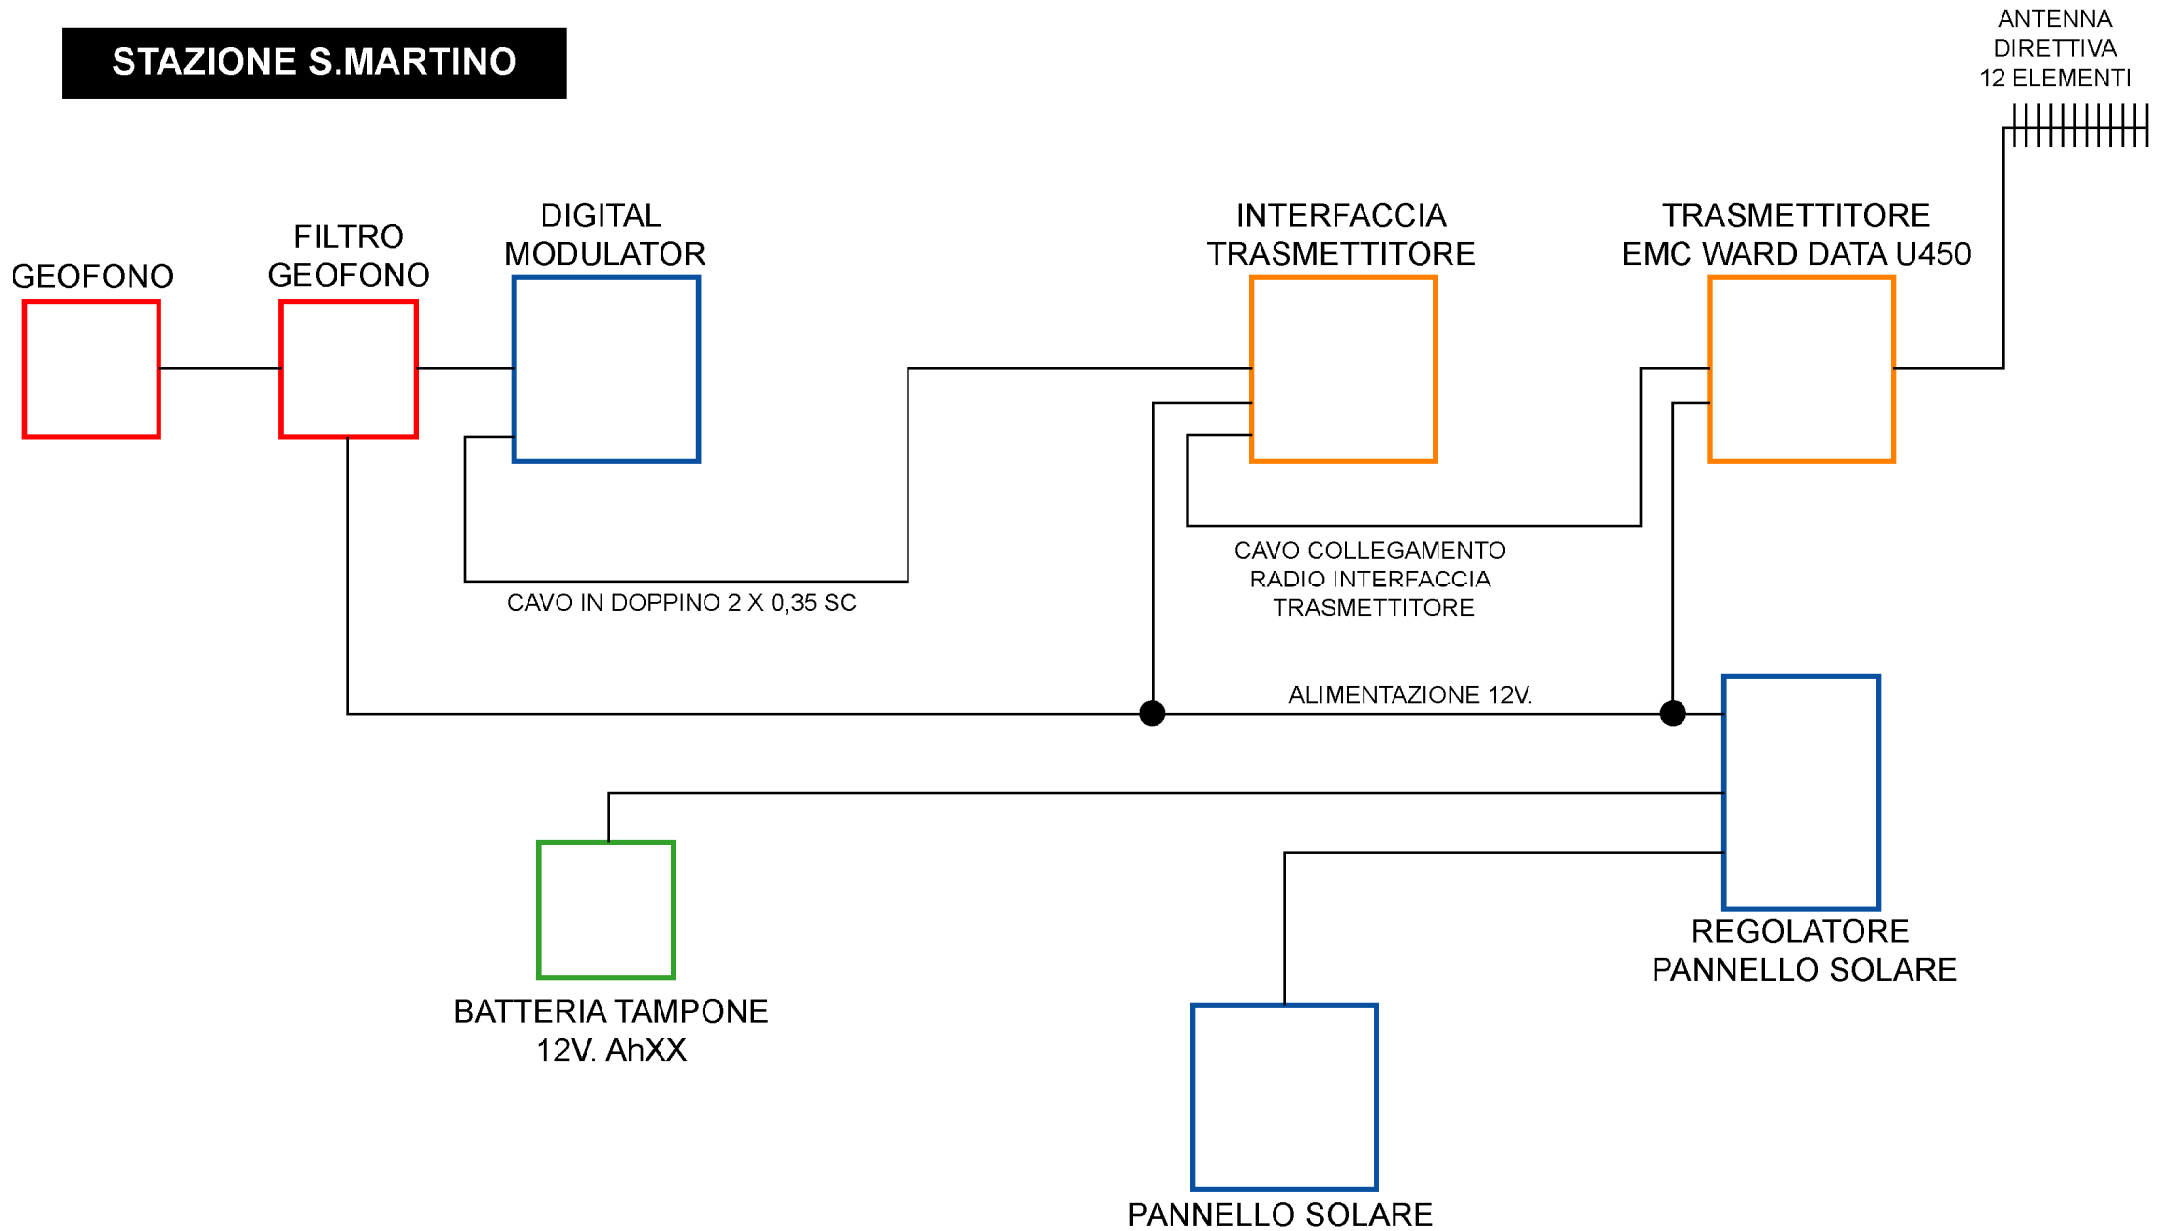 STAZIONE S.MARTINO
ANTENNA
DIRETTIVA
12 ELEMENTI
GEOFONO
FILTRO
GEOFONO
DIGITAL
MODULATOR
INTERFACCIA
TRASMETTITORE
TRASMETTITORE
EMC WARD DATA U450
CAVO IN DOPPINO 2 X 0,35 SC
CAVO COLLEGAMENTO
RADIO INTERFACCIA
TRASMETTITORE
ALIMENTAZIONE 12V.
REGOLATORE
PANNELLO SOLARE
BATTERIA TAMPONE
12V. AhXX
PANNELLO SOLARE